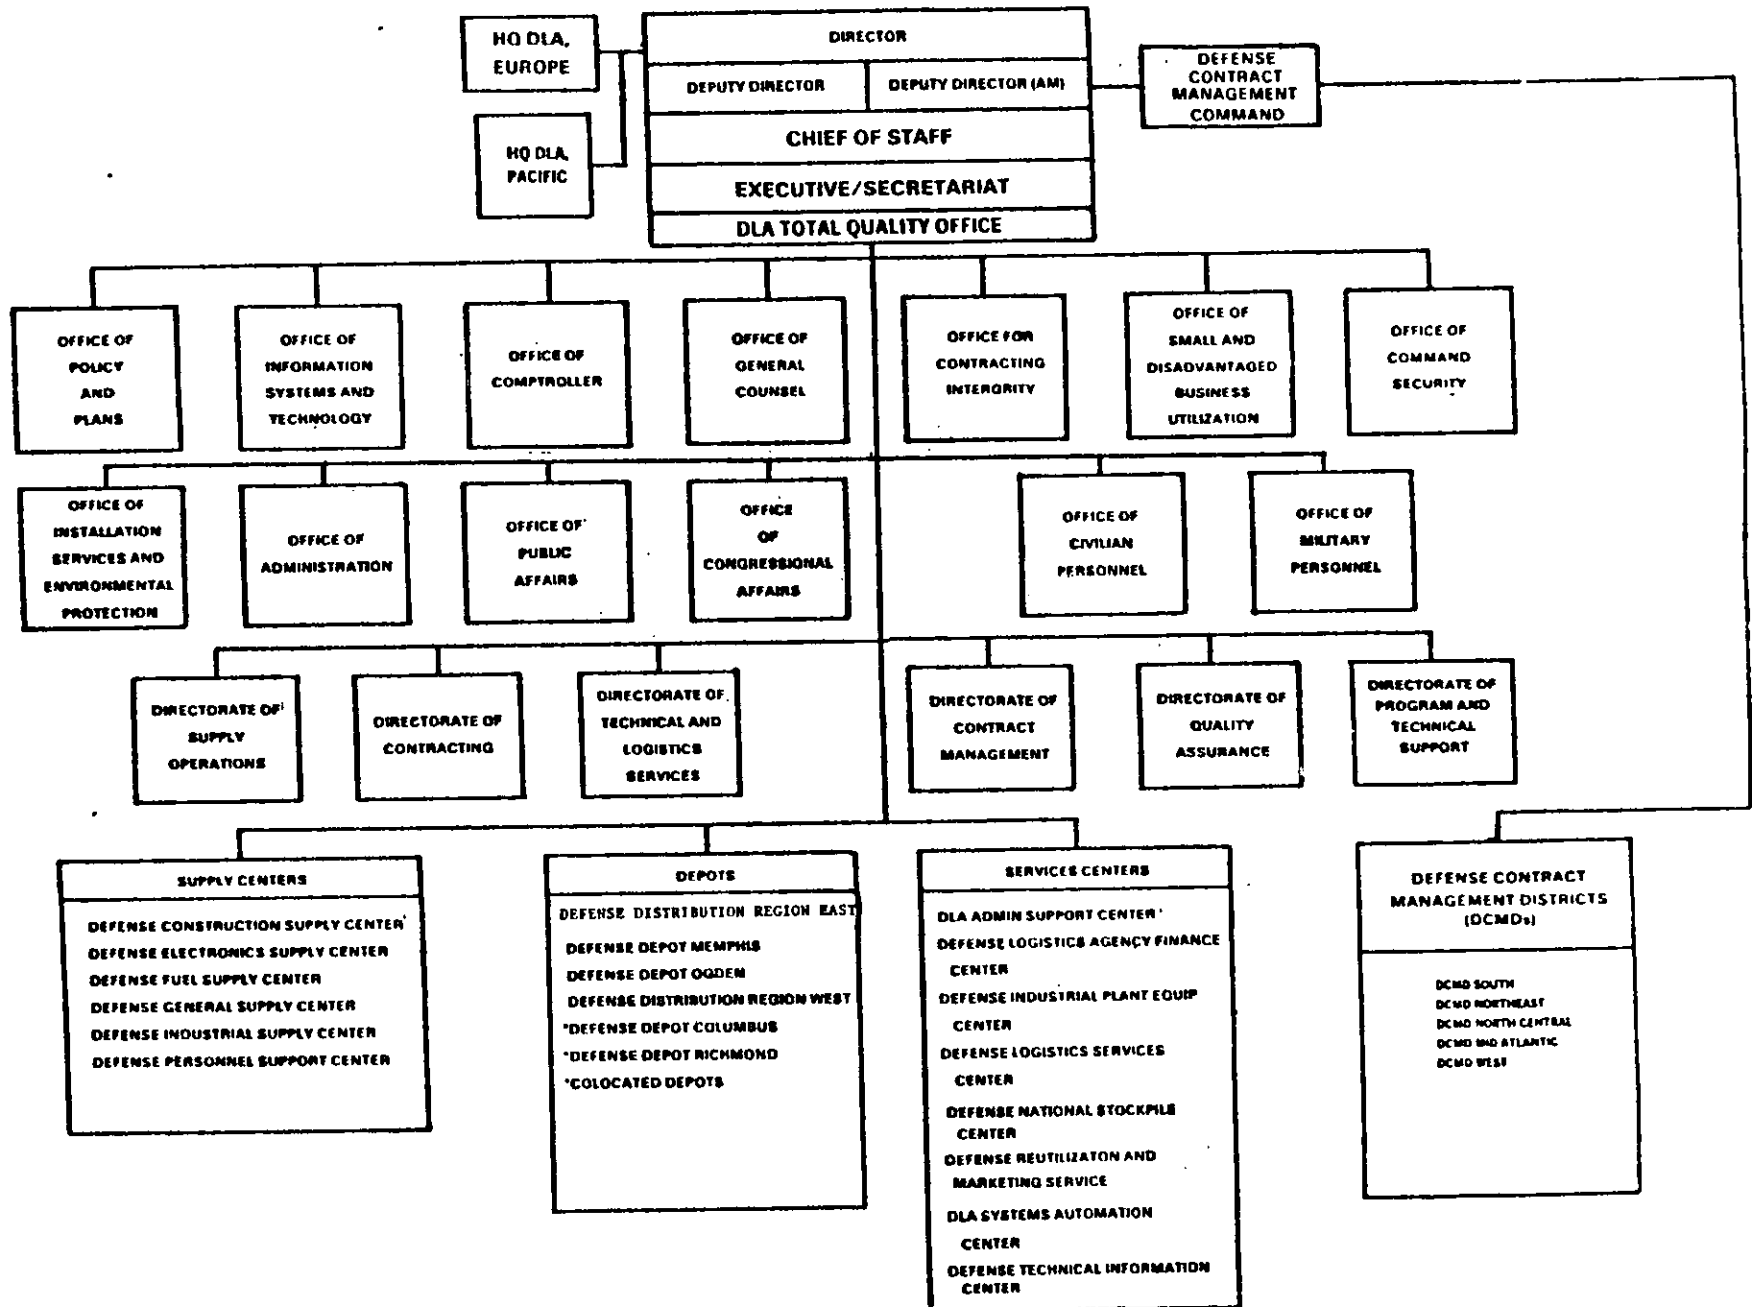 HQ DLA,
EUROPE
HQ DLA,
PACIFIC
DIRECTOR
DEPUTY DIRECTOR
DEPUTY DIRECTOR (AM)
CHIEF OF STAFF
EXECUTIVE/SECRETARIAT
DLA TOTAL QUALITY OFFICE
DEFENSE
CONTRACT
MANAGEMENT
COMMAND
OFFICE OF
POLICY
AND
PLANS
OFFICE OF
INFORMATION
SYSTEMS AND
TECHNOLOGY
OFFICE OF
COMPTROLLER
OFFICE OF
GENERAL
COUNSEL
OFFICE FOR
CONTRACTING
INTERGRITY
OFFICE OF
SMALL AND
DISADVANTAGED
BUSINESS
UTILIZATION
OFFICE OF
COMMAND
SECURITY
OFFICE OF
INSTALLATION
SERVICES AND
ENVIRONMENTAL
PROTECTION
OFFICE OF
ADMINISTRATION
OFFICE OF
PUBLIC
AFFAIRS
OFFICE
OF
CONGRESSIONAL
AFFAIRS
OFFICE OF
CIVILIAN
PERSONNEL
OFFICE OF
MILITARY
PERSONNEL
DIRECTORATE OF
SUPPLY
OPERATIONS
DIRECTORATE OF
CONTRACTING
DIRECTORATE OF
TECHNICAL AND
LOGISTICS
SERVICES
DIRECTORATE OF
CONTRACT
MANAGEMENT
DIRECTORATE OF
QUALITY
ASSURANCE
DIRECTORATE OF
PROGRAM AND
TECHNICAL
SUPPORT
SUPPLY CENTERS
DEFENSE CONSTRUCTION SUPPLY CENTER
DEFENSE ELECTRONICS SUPPLY CENTER
DEFENSE FUEL SUPPLY CENTER
DEFENSE GENERAL SUPPLY CENTER
DEFENSE INDUSTRIAL SUPPLY CENTER
DEFENSE PERSONNEL SUPPORT CENTER
DEPOTS
DEFENSE DISTRIBUTION REGION EAST
DEFENSE DEPOT MEMPHIS
DEFENSE DEPOT OGDEN
DEFENSE DISTRIBUTION REGION WEST
*DEFENSE DEPOT COLUMBUS
*DEFENSE DEPOT RICHMOND
*COLOCATED DEPOTS
SERVICES CENTERS
DLA ADMIN SUPPORT CENTER
DEFENSE LOGISTICS AGENCY FINANCE
CENTER
DEFENSE INDUSTRIAL PLANT EQUIP
CENTER
DEFENSE LOGISTICS SERVICES
CENTER
DEFENSE NATIONAL STOCKPILE
CENTER
DEFENSE REUTILIZATON AND
MARKETING SERVICE
DLA SYSTEMS AUTOMATION
CENTER
DEFENSE TECHNICAL INFORMATION
CENTER
DEFENSE CONTRACT
MANAGEMENT DISTRICTS
(DCMDs)
DCMD SOUTH
DCMD NORTHEAST
DCMD NORTH CENTRAL
DCMD MID ATLANTIC
DCMD WEST